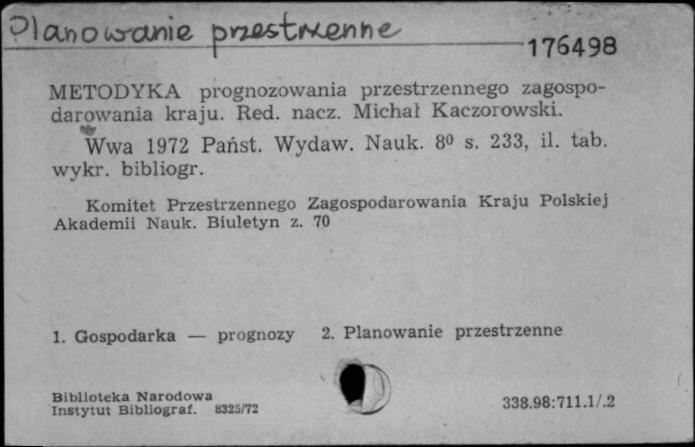 Planowanie przestrzenne
176498
METODYKA prognozowania przestrzennego zagospo-
darowania kraju. Red. nacz. Michał Kaczorowski.
Wwa 1972 Państ. Wydaw. Nauk. 8⁰ s. 233, il. tab.
wykr. bibliogr.
Komitet Przestrzennego Zagospodarowania Kraju Polskiej
Akademii Nauk. Biuletyn z. 70
1. Gospodarka — prognozy 2. Planowanie przestrzenne
Biblioteka Narodowa
Instytut Bibliograf. 8325/72
338.98:711.1/.2